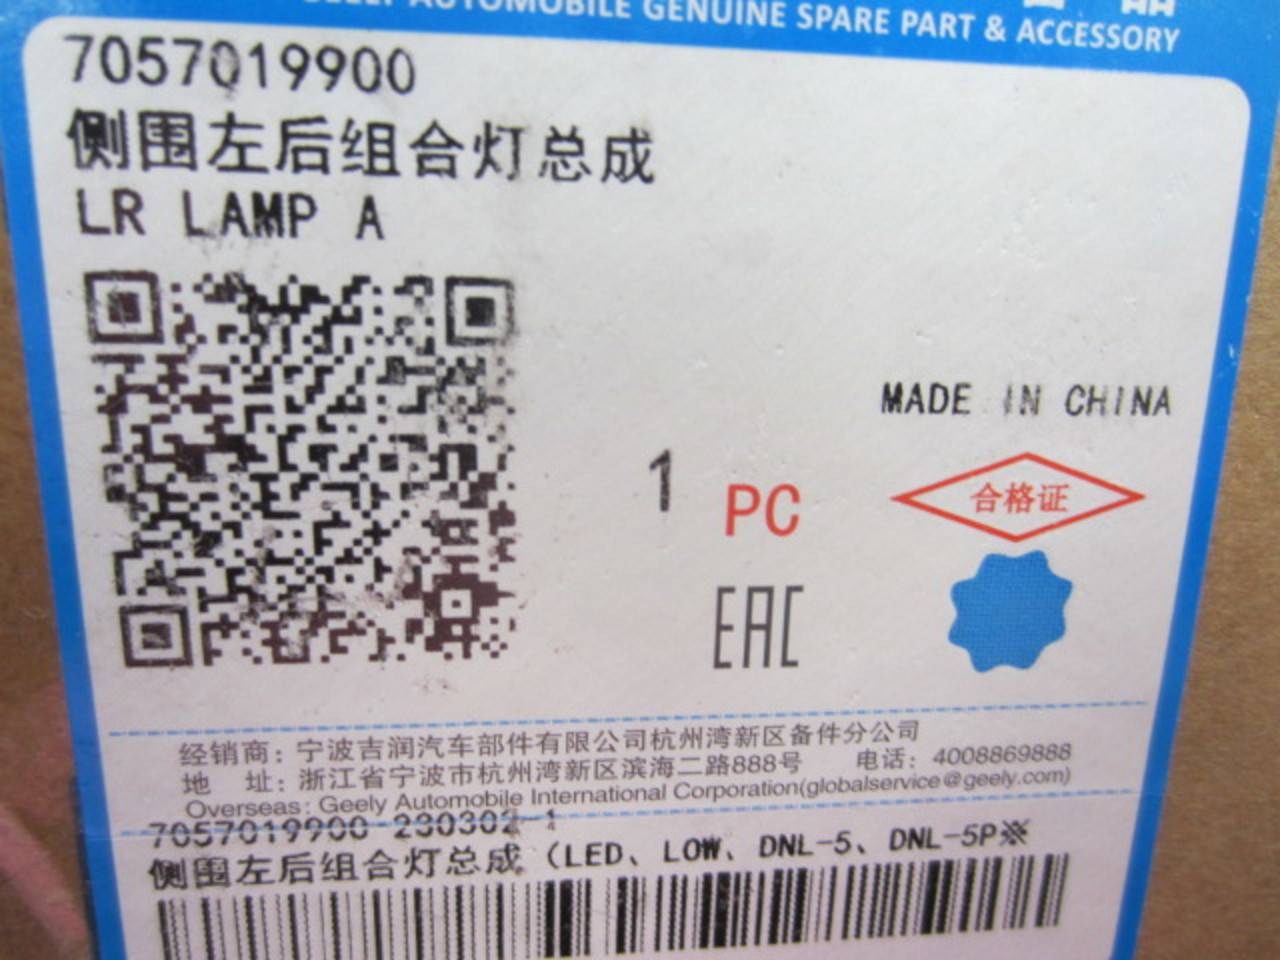 GEELY AUTOMOBILE GENUINE SPARE PART & ACCESSORY
7057019900
侧围左后组合灯总成
LR LAMP A
MADE IN CHINA
合格证
1 PC
EAC
经销商：宁波吉润汽车部件有限公司杭州湾新区备件分公司
地 址：浙江省宁波市杭州湾新区滨海二路888号 电话：4008869888
Overseas: Geely Automobile International Corporation(globalservice@geely.com)
7057019900-230302-1
侧围左后组合灯总成（LED、LOW、DNL-5、DNL-5P※